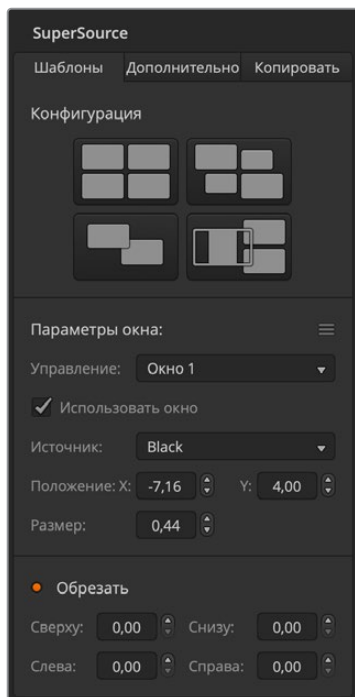 SuperSource
Шаблоны Дополнительно Копировать
Конфигурация
Параметры окна:
Управление: Окно 1
Использовать окно
Источник: Black
Положение: X: -7,16 Y: 4,00
Размер: 0,44
Обрезать
Сверху: 0,00 Снизу: 0,00
Слева: 0,00 Справа: 0,00